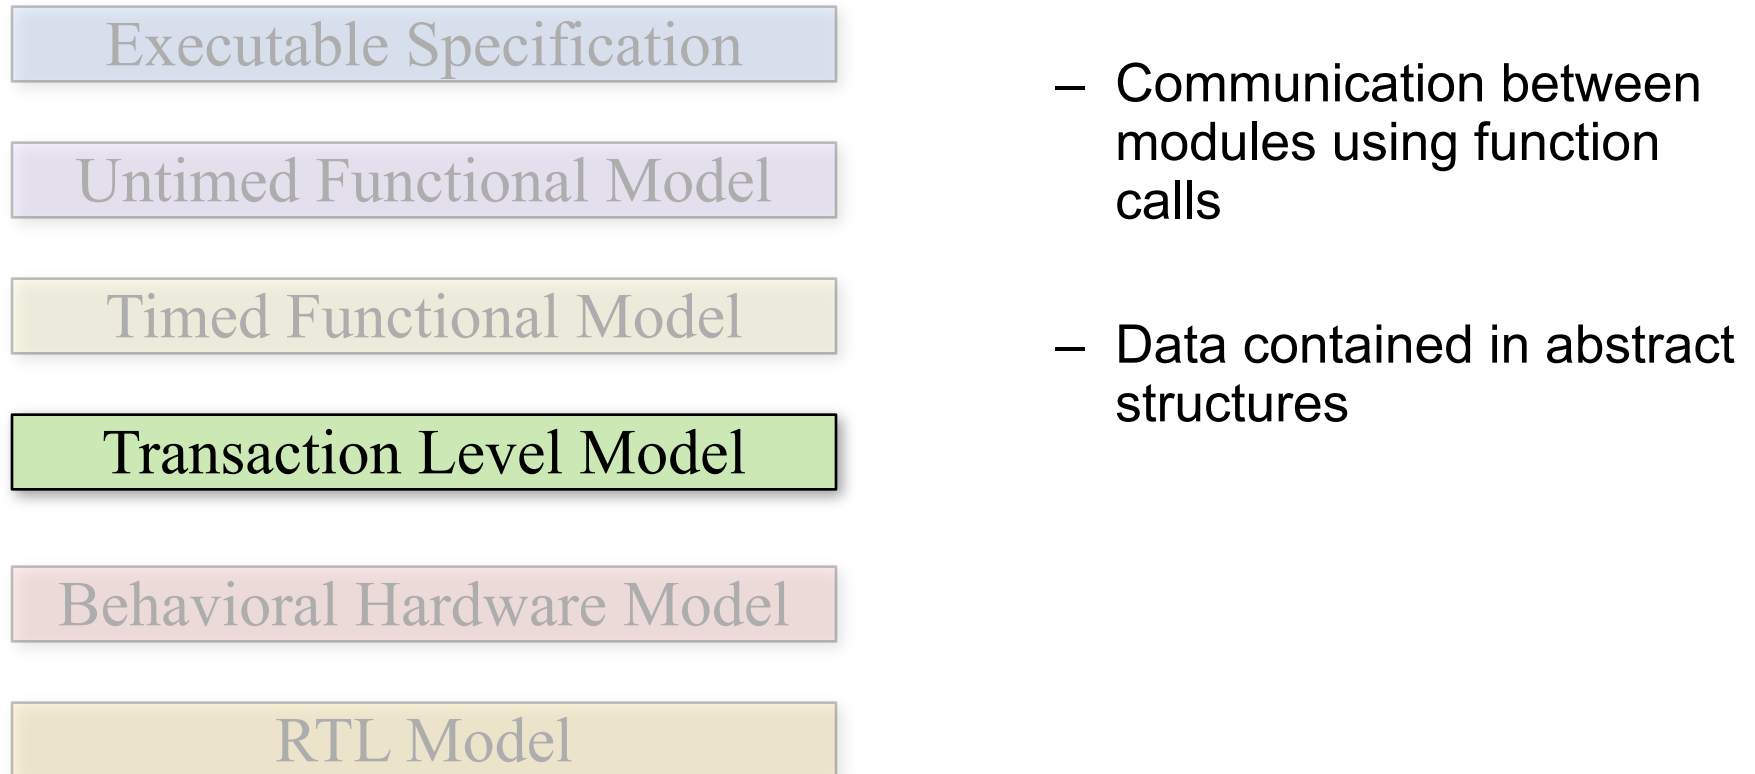 Executable Specification
Untimed Functional Model
Timed Functional Model
Transaction Level Model
Behavioral Hardware Model
RTL Model
– Communication between
modules using function
calls
– Data contained in abstract
structures